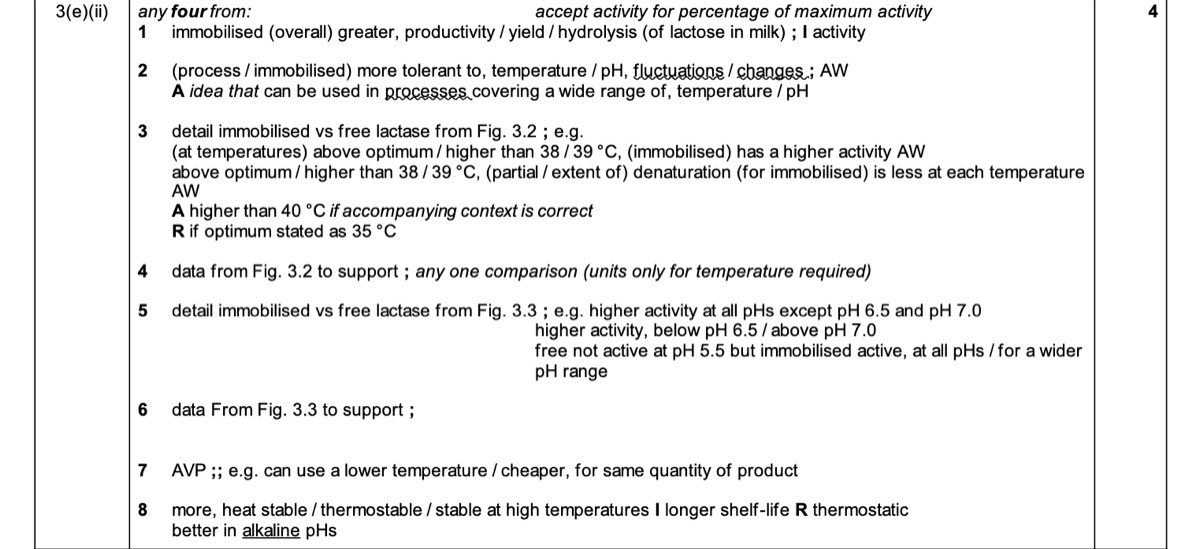 3(e)(ii) any four from: accept activity for percentage of maximum activity 4
1 immobilised (overall) greater, productivity / yield / hydrolysis (of lactose in milk) ; I activity
2 (process / immobilised) more tolerant to, temperature / pH, fluctuations / changes ; AW
A idea that can be used in processes covering a wide range of, temperature / pH
3 detail immobilised vs free lactase from Fig. 3.2 ; e.g.
(at temperatures) above optimum / higher than 38 / 39 °C, (immobilised) has a higher activity AW
above optimum / higher than 38 / 39 °C, (partial / extent of) denaturation (for immobilised) is less at each temperature
AW
A higher than 40 °C if accompanying context is correct
R if optimum stated as 35 °C
4 data from Fig. 3.2 to support ; any one comparison (units only for temperature required)
5 detail immobilised vs free lactase from Fig. 3.3 ; e.g. higher activity at all pHs except pH 6.5 and pH 7.0
higher activity, below pH 6.5 / above pH 7.0
free not active at pH 5.5 but immobilised active, at all pHs / for a wider
pH range
6 data From Fig. 3.3 to support ;
7 AVP ;; e.g. can use a lower temperature / cheaper, for same quantity of product
8 more, heat stable / thermostable / stable at high temperatures I longer shelf-life R thermostatic
better in alkaline pHs